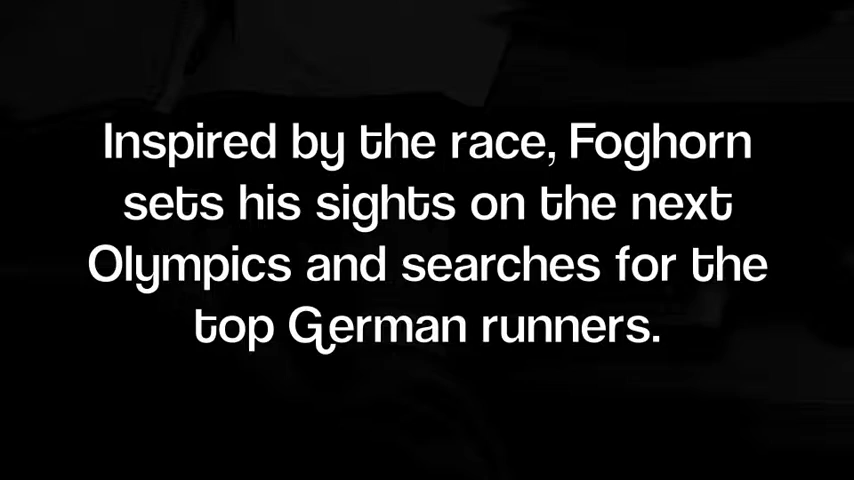 Inspired by the race, Foghorn
sets his sights on the next
Olympics and searches for the
top German runners.